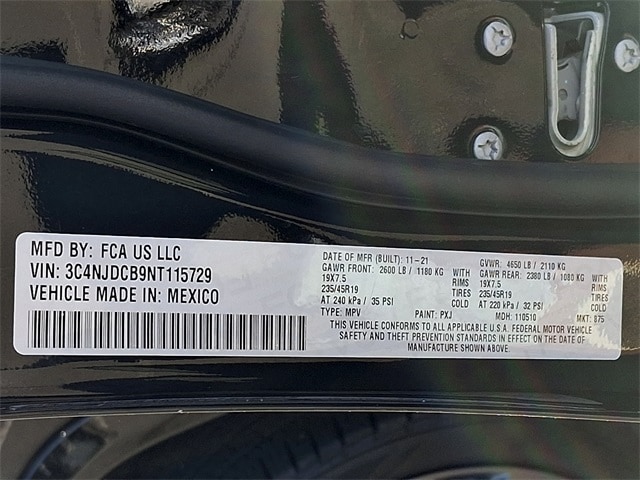 MFD BY: FCA US LLC
VIN: 3C4NJDCB9NT115729
VEHICLE MADE IN: MEXICO
DATE OF MFR (BUILT): 11-21
GAWR FRONT: 2600 LB / 1180 KG WITH
19X7.5 RIMS
235/45R19 TIRES
AT 240 kPa / 35 PSI
GVWR: 4650 LB / 2110 KG
GAWR REAR: 2380 LB / 1080 KG WITH
19X7.5 RIMS
235/45R19 TIRES
AT 220 kPa / 32 PSI
TYPE: MPV PAINT: PXJ MDH: 110510 MKT: 875
THIS VEHICLE CONFORMS TO ALL APPLICABLE U.S.A. FEDERAL MOTOR VEHICLE
SAFETY AND THEFT PREVENTION STANDARDS IN EFFECT ON THE DATE OF
MANUFACTURE SHOWN ABOVE.